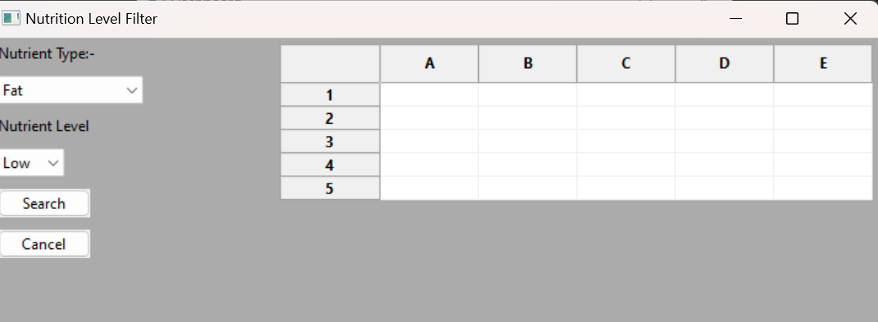 Nutrition Level Filter
Nutrient Type:-
Fat
Nutrient Level
Low
Search
Cancel
A B C D E
1
2
3
4
5